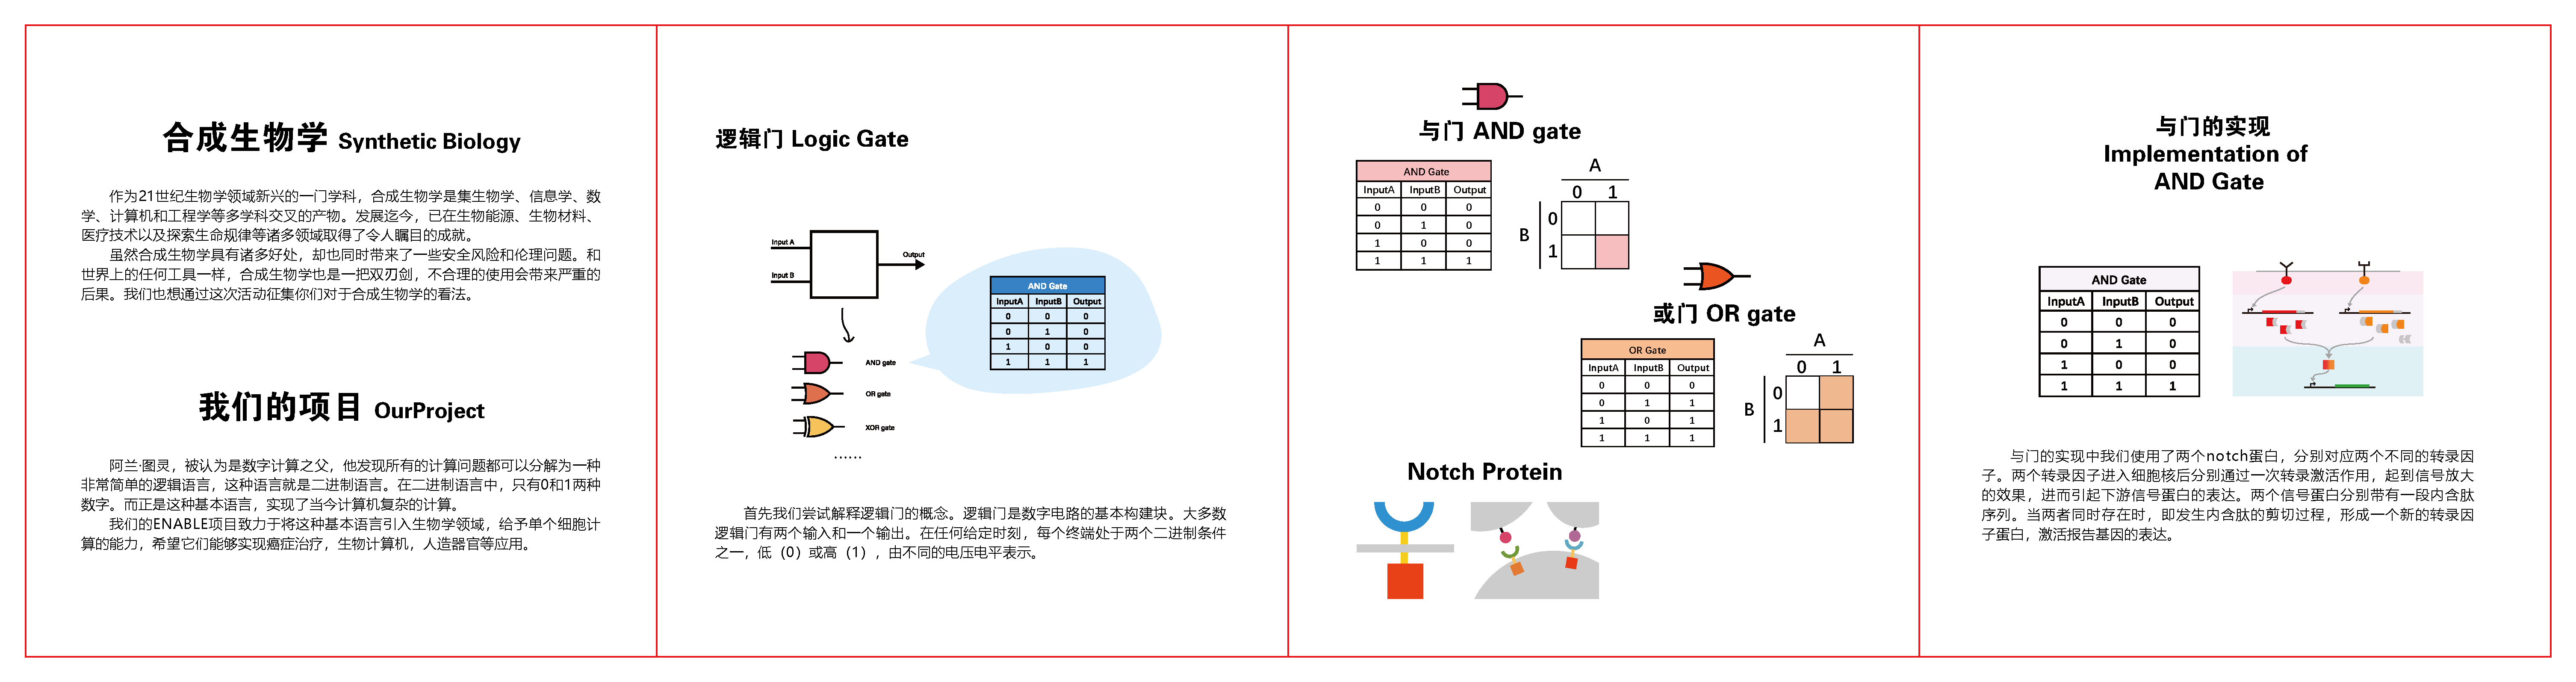 合成生物学 Synthetic Biology
作为21世纪生物学领域新兴的一门学科，合成生物学是集生物学、信息学、数
学、计算机和工程学等多学科交叉的产物。发展迄今，已在生物能源、生物材料、
医疗技术以及探索生命规律等诸多领域取得了令人瞩目的成就。
虽然合成生物学具有诸多好处，却也同时带来了一些安全风险和伦理问题。和
世界上的任何工具一样，合成生物学也是一把双刃剑，不合理的使用会带来严重的
后果。我们也想通过这次活动征集你们对于合成生物学的看法。
我们的项目 OurProject
阿兰·图灵，被认为是数字计算之父，他发现所有的计算问题都可以分解为一种
非常简单的逻辑语言，这种语言就是二进制语言。在二进制语言中，只有0和1两种
数字。而正是这种基本语言，实现了当今计算机复杂的计算。
我们的ENABLE项目致力于将这种基本语言引入生物学领域，给予单个细胞计
算的能力，希望它们能够实现癌症治疗，生物计算机，人造器官等应用。
逻辑门 Logic Gate
Input A
Input B
Output
AND Gate
InputA InputB Output
0 0 0
0 1 0
1 0 0
1 1 1
AND gate
OR gate
XOR gate
......
首先我们尝试解释逻辑门的概念。逻辑门是数字电路的基本构建块。大多数
逻辑门有两个输入和一个输出。在任何给定时刻，每个终端处于两个二进制条件
之一，低（0）或高（1），由不同的电压电平表示。
与门 AND gate
AND Gate
InputA InputB Output
0 0 0
0 1 0
1 0 0
1 1 1
A
0 1
B
0
1
或门 OR gate
OR Gate
InputA InputB Output
0 0 0
0 1 1
1 0 1
1 1 1
A
0 1
B
0
1
Notch Protein
与门的实现
Implementation of
AND Gate
AND Gate
InputA InputB Output
0 0 0
0 1 0
1 0 0
1 1 1
与门的实现中我们使用了两个notch蛋白，分别对应两个不同的转录因
子。两个转录因子进入细胞核后分别通过一次转录激活作用，起到信号放大
的效果，进而引起下游信号蛋白的表达。两个信号蛋白分别带有一段内含肽
序列。当两者同时存在时，即发生内含肽的剪切过程，形成一个新的转录因
子蛋白，激活报告基因的表达。